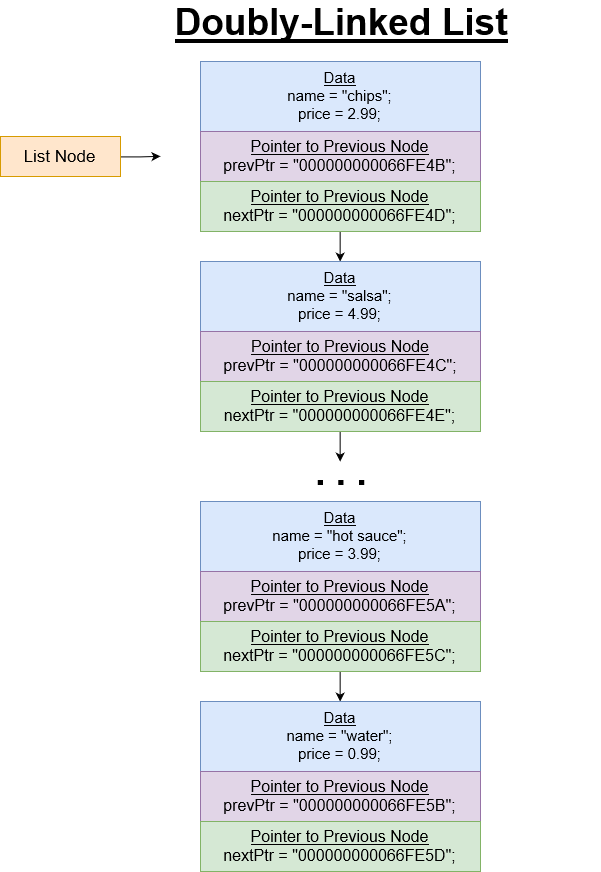 Doubly-Linked List
List Node
Data
name = "chips";
price = 2.99;
Pointer to Previous Node
prevPtr = "000000000066FE4B";
Pointer to Previous Node
nextPtr = "000000000066FE4D";
Data
name = "salsa";
price = 4.99;
Pointer to Previous Node
prevPtr = "000000000066FE4C";
Pointer to Previous Node
nextPtr = "000000000066FE4E";
. . .
Data
name = "hot sauce";
price = 3.99;
Pointer to Previous Node
prevPtr = "000000000066FE5A";
Pointer to Previous Node
nextPtr = "000000000066FE5C";
Data
name = "water";
price = 0.99;
Pointer to Previous Node
prevPtr = "000000000066FE5B";
Pointer to Previous Node
nextPtr = "000000000066FE5D";